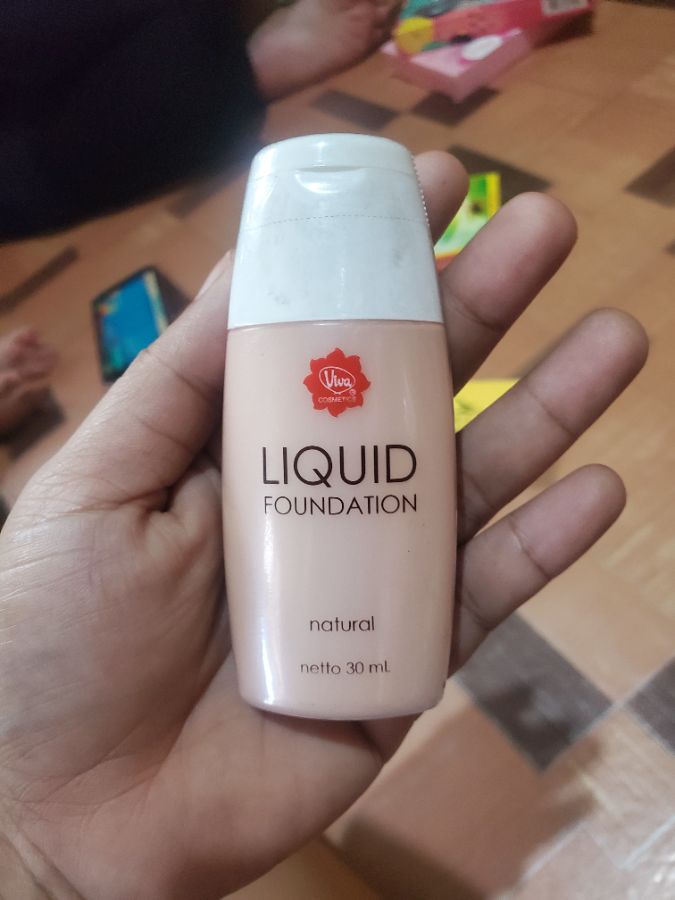 Viva
®
COSMETICS
LIQUID
FOUNDATION
natural
netto 30 mL